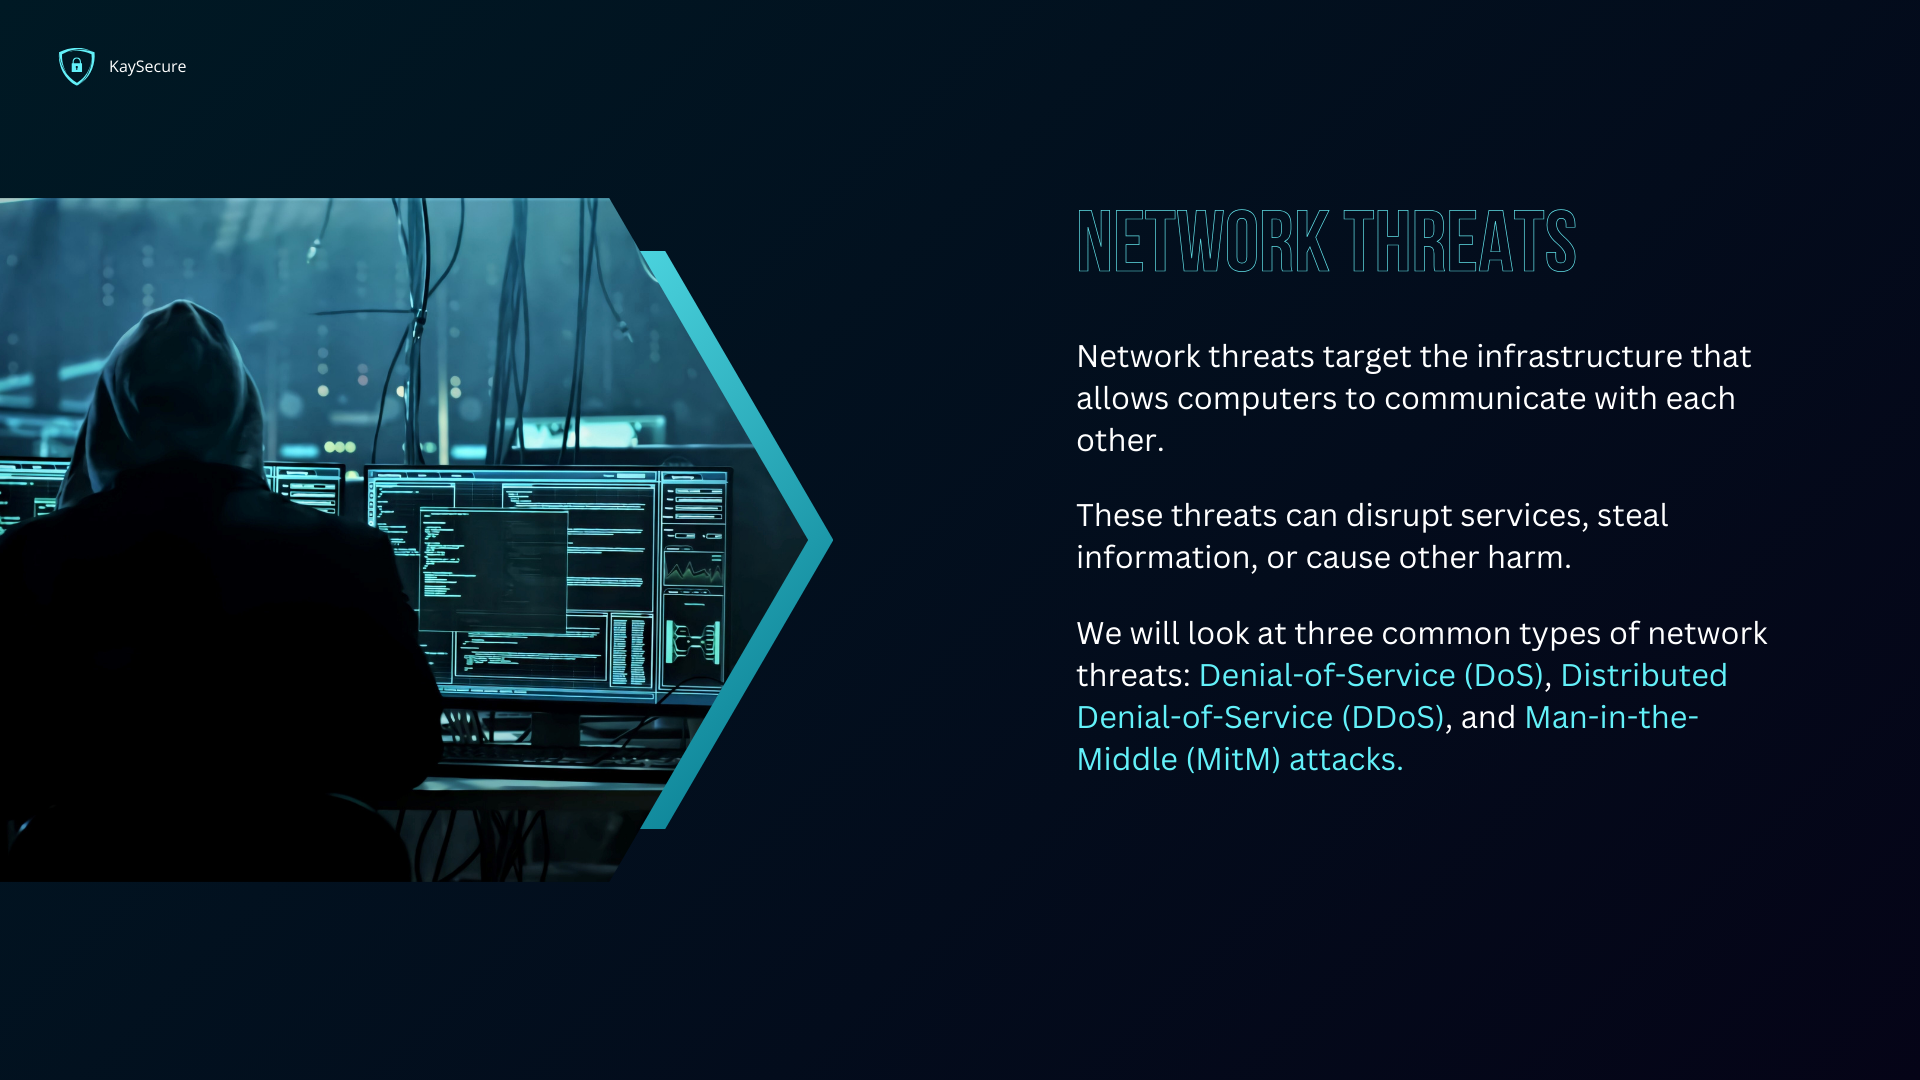 KaySecure
NETWORK THREATS
Network threats target the infrastructure that
allows computers to communicate with each
other.
These threats can disrupt services, steal
information, or cause other harm.
We will look at three common types of network
threats: Denial-of-Service (DoS), Distributed
Denial-of-Service (DDoS), and Man-in-the-
Middle (MitM) attacks.